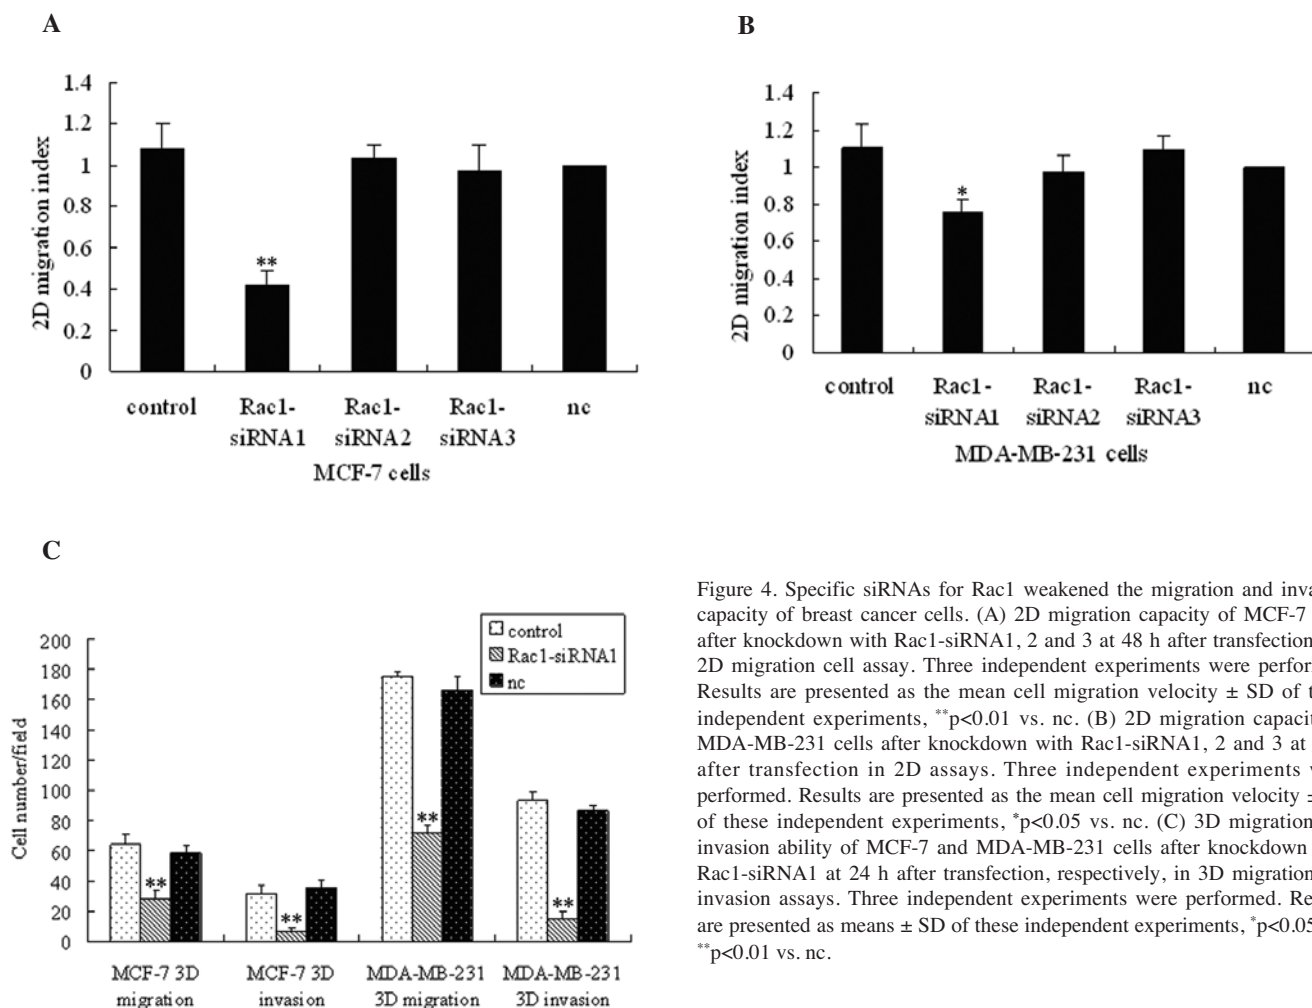 A
1.4
1.2
1
0.8
0.6
0.4
0.2
0
2D migration index
**
control
Rac1-siRNA1
Rac1-siRNA2
Rac1-siRNA3
nc
MCF-7 cells
B
1.4
1.2
1
0.8
0.6
0.4
0.2
0
2D migration index
*
control
Rac1-siRNA1
Rac1-siRNA2
Rac1-siRNA3
nc
MDA-MB-231 cells
C
200
180
160
140
120
100
80
60
40
20
0
Cell number/field
control
Rac1-siRNA1
nc
**
**
**
**
MCF-7 3D
migration
MCF-7 3D
invasion
MDA-MB-231
3D migration
MDA-MB-231
3D invasion
Figure 4. Specific siRNAs for Rac1 weakened the migration and
capacity of breast cancer cells. (A) 2D migration capacity of MCF-7
after knockdown with Rac1-siRNA1, 2 and 3 at 48 h after transfection
2D migration cell assay. Three independent experiments were
Results are presented as the mean cell migration velocity ± SD of
independent experiments, **p<0.01 vs. nc. (B) 2D migration
MDA-MB-231 cells after knockdown with Rac1-siRNA1, 2 and 3 at
after transfection in 2D assays. Three independent experiments
performed. Results are presented as the mean cell migration velocity ±
of these independent experiments, *p<0.05 vs. nc. (C) 3D migration
invasion ability of MCF-7 and MDA-MB-231 cells after knockdown
Rac1-siRNA1 at 24 h after transfection, respectively, in 3D migration
invasion assays. Three independent experiments were performed.
are presented as means ± SD of these independent experiments, *p<0.05
**p<0.01 vs. nc.